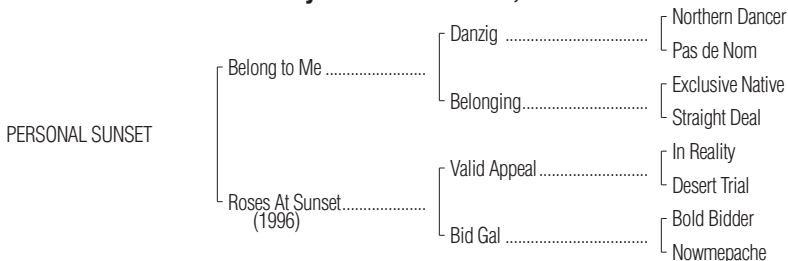 Northern Dancer
Danzig ................................
Pas de Nom
Belong to Me ........................
Exclusive Native
Belonging............................
Straight Deal
PERSONAL SUNSET
In Reality
Valid Appeal........................
Desert Trial
Roses At Sunset....................
(1996)
Bold Bidder
Bid Gal ................................
Nowmepache